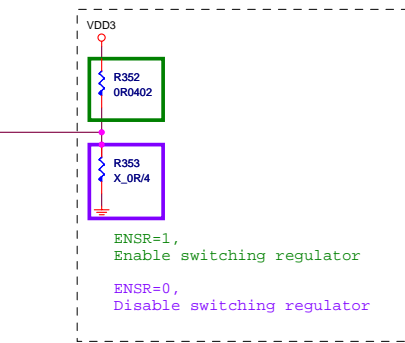 VDD3
R352
0R0402
R353
X_0R/4
ENSR=1,
Enable switching regulator
ENSR=0,
Disable switching regulator